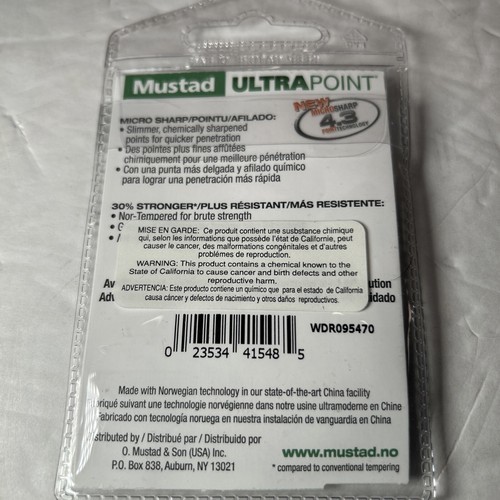 Mustad ULTRAPOINT
NEW MICRO SHARP
4.3
POINT TECHNOLOGY
MICRO SHARP/POINTU/AFILADO:
• Slimmer, chemically sharpened
points for quicker penetration
• Des pointes plus fines affûtées
chimiquement pour une meilleure pénétration
• Con una punta más delgada y afilado químico
para lograr una penetración más rápida
30% STRONGER*/PLUS RÉSISTANT/MÁS RESISTENTE:
• Nor-Tempered for brute strength
MISE EN GARDE: Ce produit contient une susbstance chimique
qui, selon les informations que possède l'état de Californie, peut
causer le cancer, des malformations congénitales et d'autres
problèmes de reproduction.
WARNING: This product contains a chemical known to the
State of California to cause cancer and birth defects and other
reproductive harm.
ADVERTENCIA: Este producto contiene un químico que para el estado de California
causa cáncer y defectos de nacimiento y otros daños reproductivos.
WDR095470
0 23534 41548 5
Made with Norwegian technology in our state-of-the-art China facility
briqué suivant une technologie norvégienne dans notre usine ultramoderne en Chine
Fabricado con tecnología noruega en nuestra instalación de vanguardia en China
stributed by / Distribué par / Distribuido por
O. Mustad & Son (USA) Inc.
P.O. Box 838, Auburn, NY 13021
www.mustad.no
* compared to conventional tempering